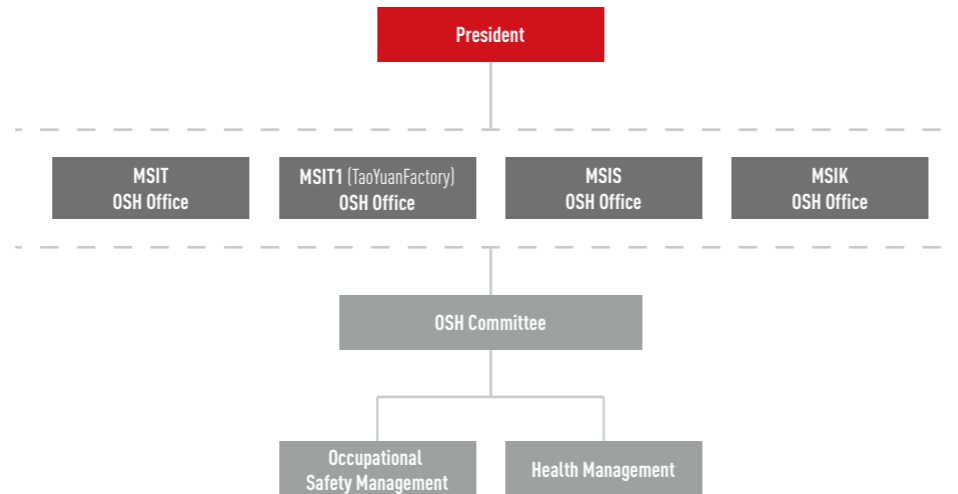 President
MSIT
OSH Office
MSIT1 (TaoYuanFactory)
OSH Office
MSIS
OSH Office
MSIK
OSH Office
OSH Committee
Occupational
Safety Management
Health Management